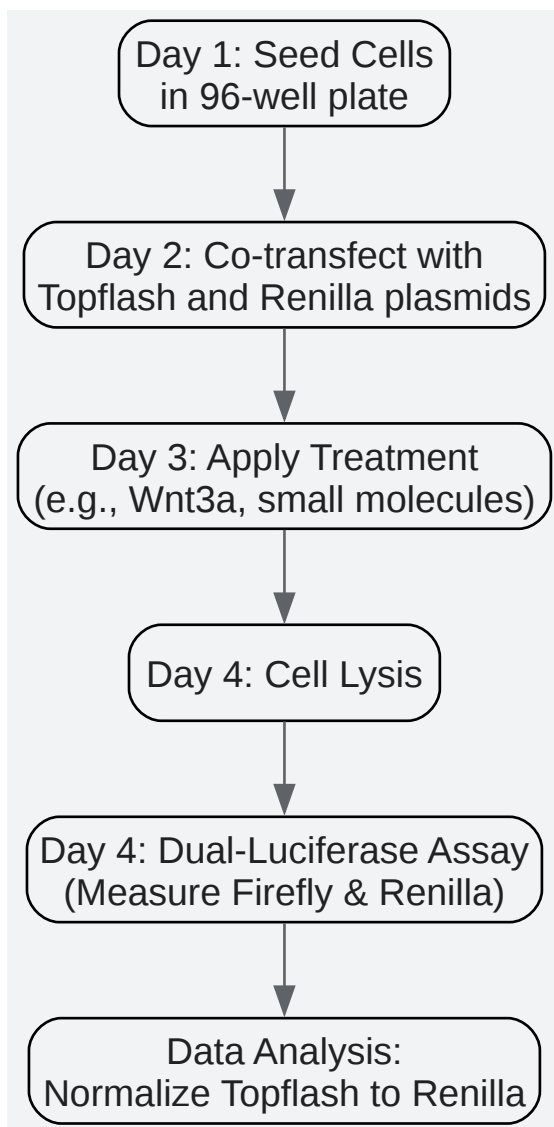 Day 1: Seed Cells
in 96-well plate
Day 2: Co-transfect with
Topflash and Renilla plasmids
Day 3: Apply Treatment
(e.g., Wnt3a, small molecules)
Day 4: Cell Lysis
Day 4: Dual-Luciferase Assay
(Measure Firefly & Renilla)
Data Analysis:
Normalize Topflash to Renilla